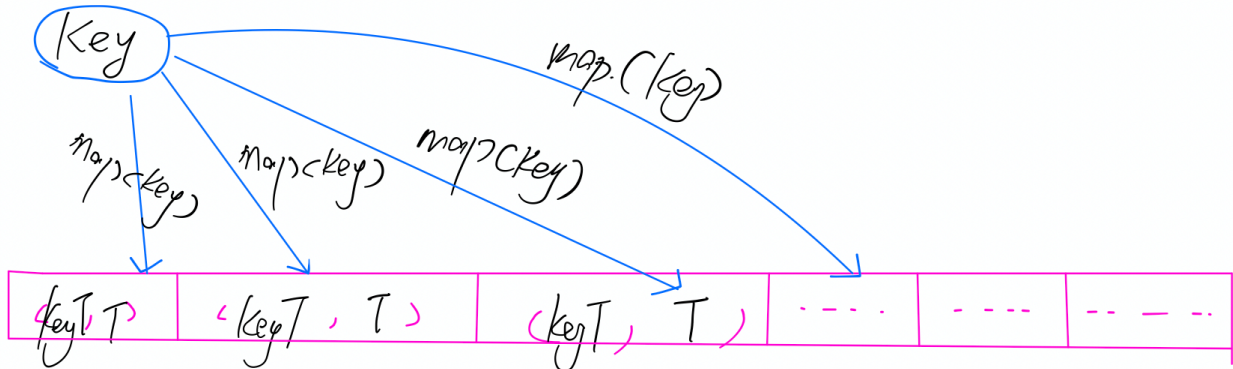 Key
map.(key)
map(key)
map(key)
map(key)
(keyT, T)
(keyT, T)
(keyT, T)
-----
-----
-- — --